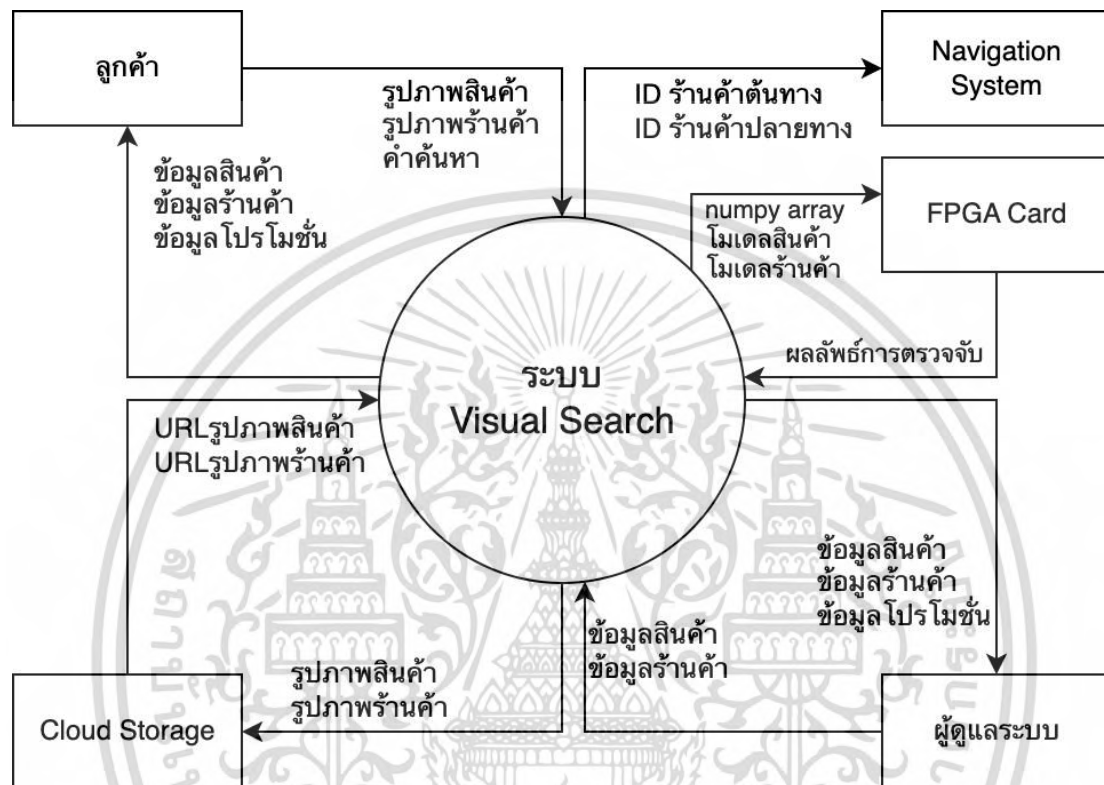 ลูกค้า
Navigation
System
รูปภาพสินค้า
รูปภาพร้านค้า
คำค้นหา
ID ร้านค้าต้นทาง
ID ร้านค้าปลายทาง
ข้อมูลสินค้า
ข้อมูลร้านค้า
ข้อมูลโปรโมชั่น
numpy array
โมเดลสินค้า
โมเดลร้านค้า
FPGA Card
ผลลัพธ์การตรวจจับ
ระบบ
Visual Search
URLรูปภาพสินค้า
URLรูปภาพร้านค้า
ข้อมูลสินค้า
ข้อมูลร้านค้า
ข้อมูลโปรโมชั่น
ข้อมูลสินค้า
ข้อมูลร้านค้า
รูปภาพสินค้า
รูปภาพร้านค้า
Cloud Storage
ผู้ดูแลระบบ